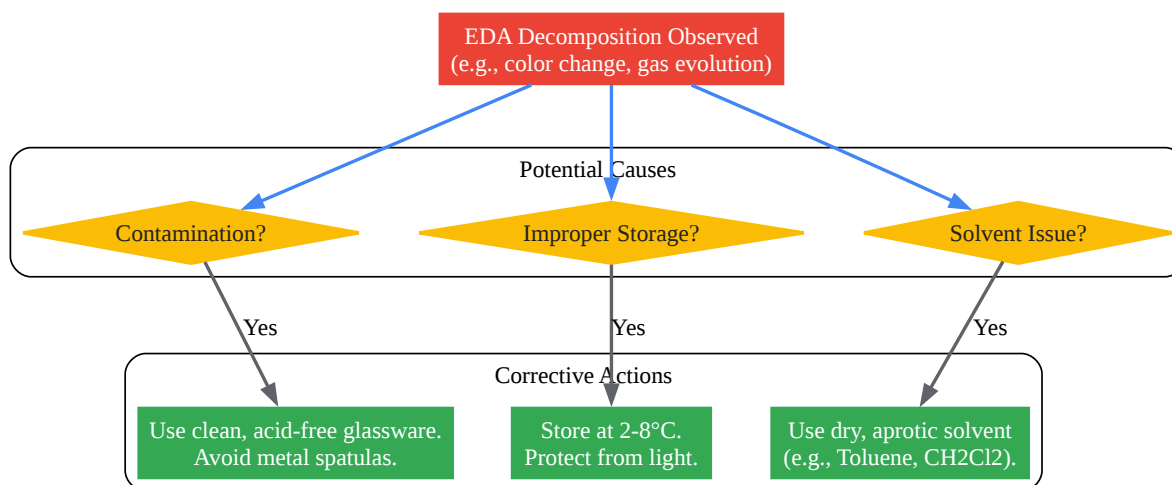 EDA Decomposition Observed
(e.g., color change, gas evolution)
Potential Causes
Contamination?
Improper Storage?
Solvent Issue?
Yes
Yes
Yes
Corrective Actions
Use clean, acid-free glassware.
Avoid metal spatulas.
Store at 2-8°C.
Protect from light.
Use dry, aprotic solvent
(e.g., Toluene, CH2Cl2).